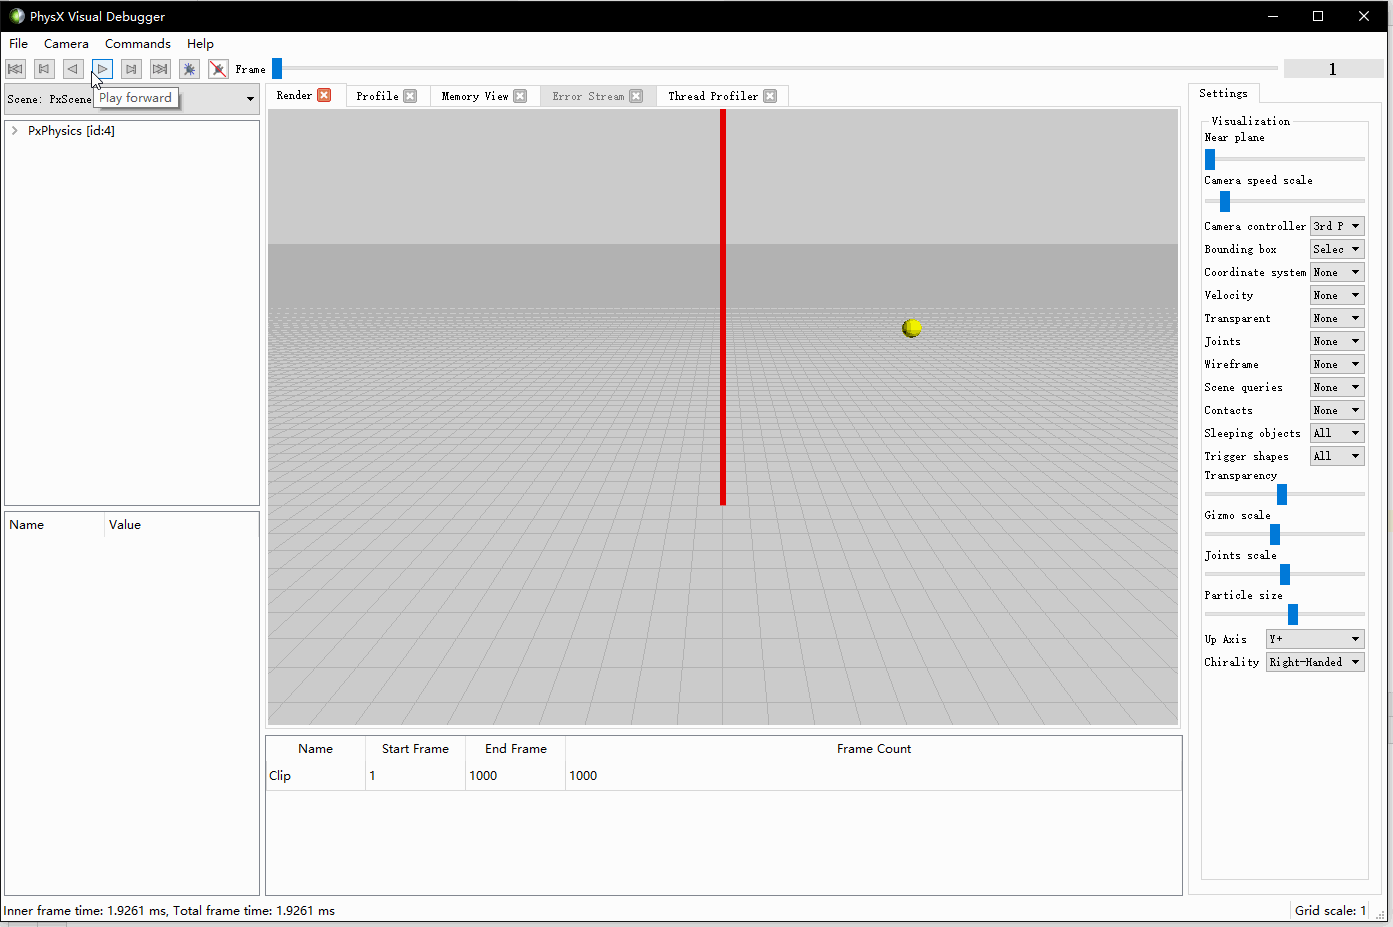 PhysX Visual Debugger
File Camera Commands Help
Frame
1
Scene: PxScene
Play forward
PxPhysics [id:4]
Name Value
Render Profile Memory View Error Stream Thread Profiler
Name Start Frame End Frame Frame Count
Clip 1 1000 1000
Settings
Visualization
Near plane
Camera speed scale
Camera controller 3rd P
Bounding box Selec
Coordinate system None
Velocity None
Transparent None
Joints None
Wireframe None
Scene queries None
Contacts None
Sleeping objects All
Trigger shapes All
Transparency
Gizmo scale
Joints scale
Particle size
Up Axis Y+
Chirality Right-Handed
Inner frame time: 1.9261 ms, Total frame time: 1.9261 ms
Grid scale: 1